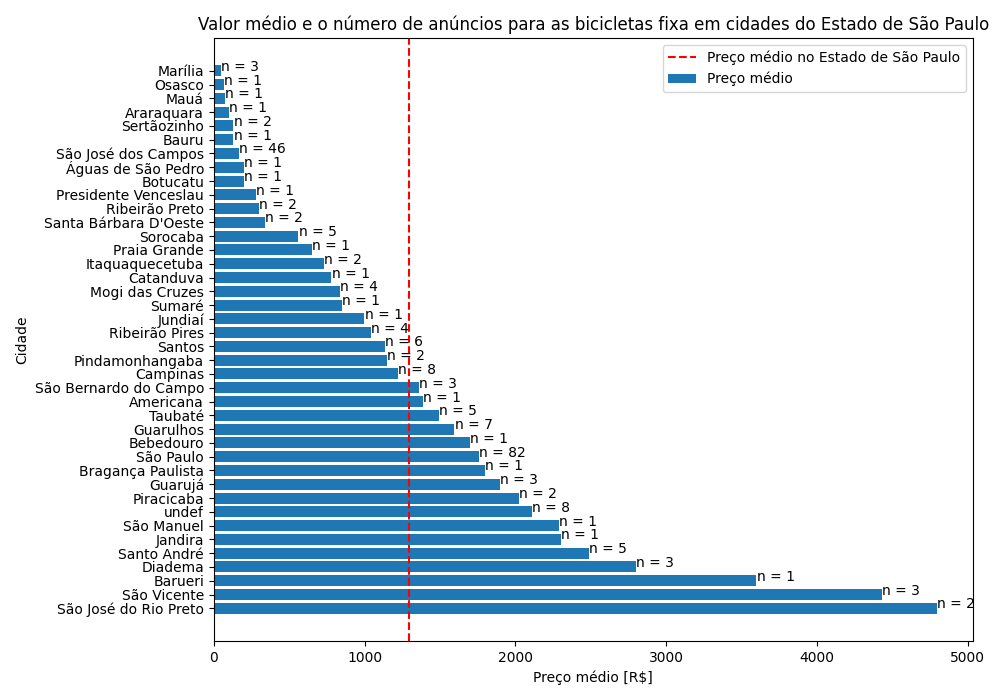 Valor médio e o número de anúncios para as bicicletas fixa em cidades do Estado de São Paulo
Preço médio no Estado de São Paulo
Preço médio
Cidade
Marília n = 3
Osasco n = 1
Mauá n = 1
Araraquara n = 1
Sertãozinho n = 2
Bauru n = 1
São José dos Campos n = 46
Águas de São Pedro n = 1
Botucatu n = 1
Presidente Venceslau n = 1
Ribeirão Preto n = 2
Santa Bárbara D'Oeste n = 2
Sorocaba n = 5
Praia Grande n = 1
Itaquaquecetuba n = 2
Catanduva n = 1
Mogi das Cruzes n = 4
Sumaré n = 1
Jundiaí n = 1
Ribeirão Pires n = 4
Santos n = 6
Pindamonhangaba n = 2
Campinas n = 8
São Bernardo do Campo n = 3
Americana n = 1
Taubaté n = 5
Guarulhos n = 7
Bebedouro n = 1
São Paulo n = 82
Bragança Paulista n = 1
Guarujá n = 3
Piracicaba n = 2
undef n = 8
São Manuel n = 1
Jandira n = 1
Santo André n = 5
Diadema n = 3
Barueri n = 1
São Vicente n = 3
São José do Rio Preto n = 2
0 1000 2000 3000 4000 5000
Preço médio [R$]